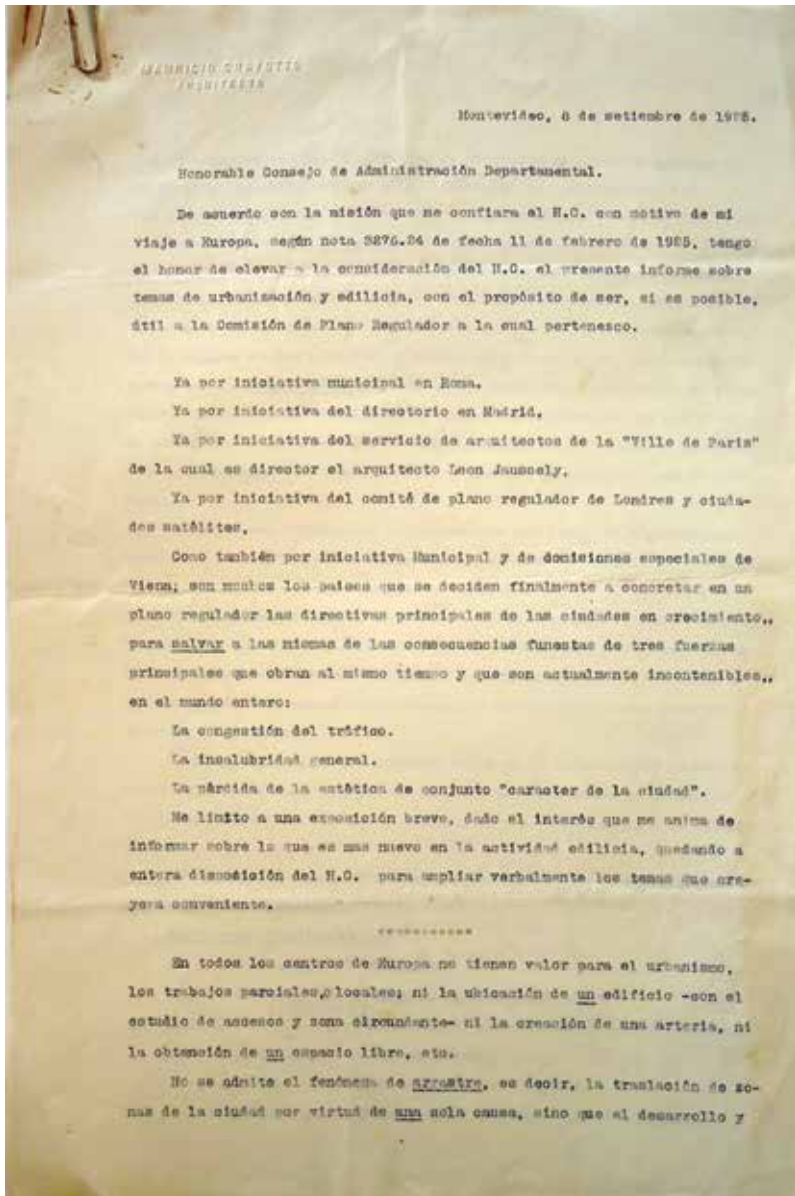 MAURICIO CRAVOTTO
ARQUITECTO
Montevideo, 8 de setiembre de 1925.
Honorable Consejo de Administración Departamental.
De acuerdo con la misión que me confiara el H.C. con motivo de mi
viaje a Europa, según nota 3276.24 de fecha 11 de febrero de 1925, tengo
el honor de elevar a la consideración del H.C. el presente informe sobre
temas de urbanización y edilicia, con el propósito de ser, si es posible,
útil a la Comisión de Plano Regulador a la cual pertenesco.
Ya por iniciativa municipal en Roma.
Ya por iniciativa del directorio en Madrid.
Ya por iniciativa del servicio de arquitectos de la "Ville de Paris"
de la cual es director el arquitecto Leon Jaussely.
Ya por iniciativa del comité de plano regulador de Londres y ciuda-
des satélites.
Como también por iniciativa Municipal y de comisiones especiales de
Viena; son muchos los paises que se deciden finalmente a concretar en un
plano regulador las directivas principales de las ciudades en crecimiento,,
para salvar a las mismas de las consecuencias funestas de tres fuerzas
principales que obran al mismo tiempo y que son actualmente incontenibles,,
en el mundo entero:
La congestión del tráfico.
La insalubridad general.
La pérdida de la estética de conjunto "caracter de la ciudad".
Me limito a una exposición breve, dado el interés que me anima de
informar sobre lo que es mas nuevo en la actividad edilicia, quedando a
entera disposición del H.C. para ampliar verbalmente los temas que cre-
yera conveniente.
En todos los centros de Europa no tienen valor para el urbanismo,
los trabajos parciales,o locales; ni la ubicación de un edificio -con el
estudio de accesos y zona circundante- ni la creación de una arteria, ni
la obtención de un espacio libre, etc.
No se admite el fenómeno de arrastre, es decir, la traslación de zo-
nas de la ciudad por virtud de una sola causa, sino que el desarrollo y